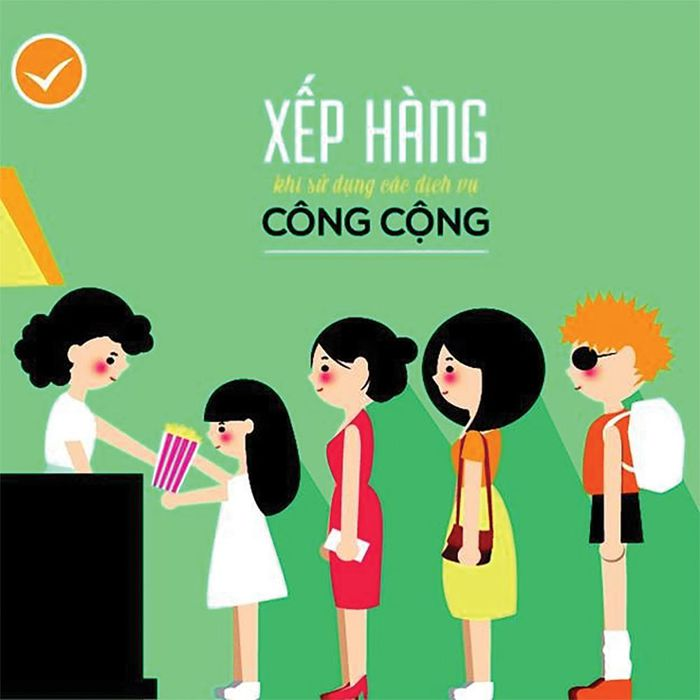 XẾP HÀNG
khi sử dụng các dịch vụ
CÔNG CỘNG